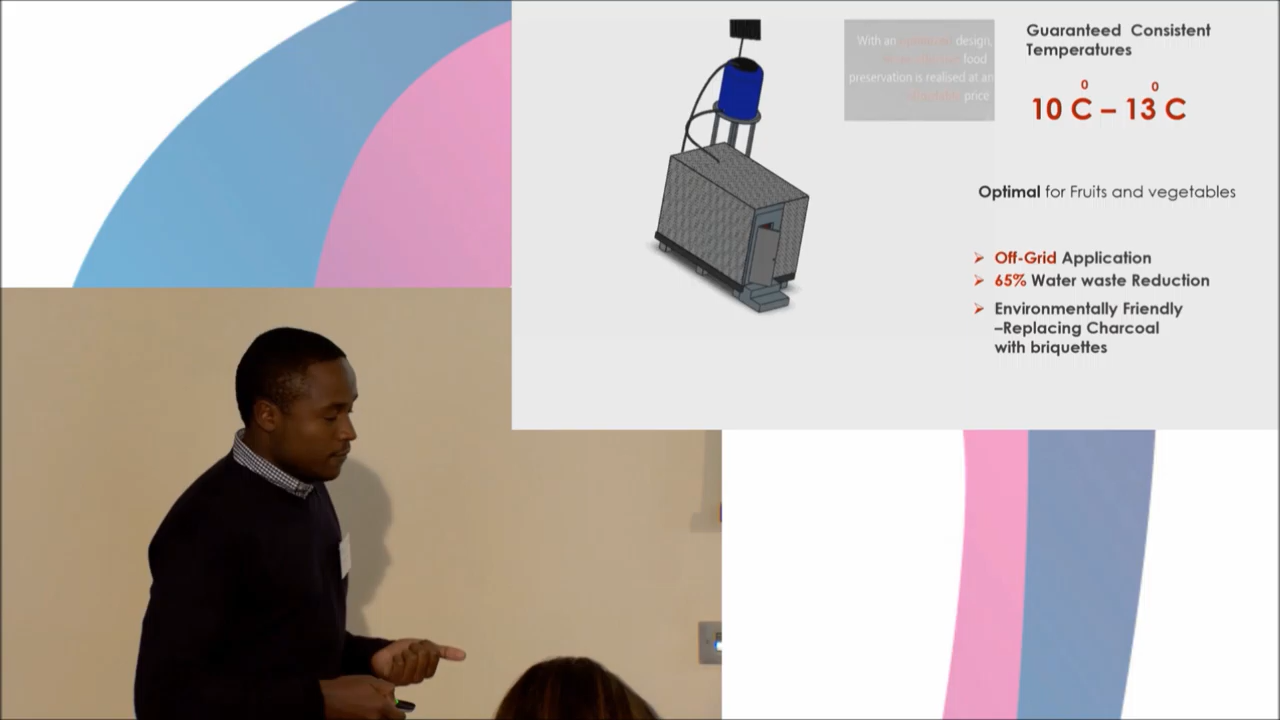 With an design,
food
preservation is realised at an
price
Guaranteed Consistent
Temperatures
10 0C – 13 0C
Optimal for Fruits and vegetables
Off-Grid Application
65% Water waste Reduction
Environmentally Friendly
–Replacing Charcoal
with briquettes